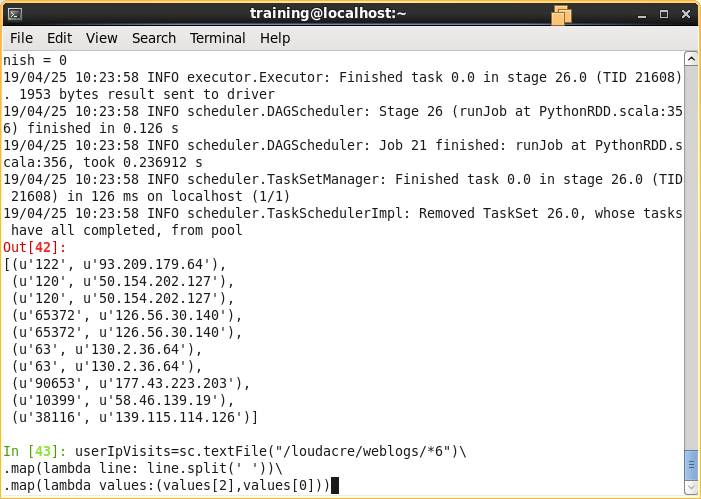 training@localhost:~
File Edit View Search Terminal Help
nish = 0
19/04/25 10:23:58 INFO executor.Executor: Finished task 0.0 in stage 26.0 (TID 21608)
. 1953 bytes result sent to driver
19/04/25 10:23:58 INFO scheduler.DAGScheduler: Stage 26 (runJob at PythonRDD.scala:35
6) finished in 0.126 s
19/04/25 10:23:58 INFO scheduler.DAGScheduler: Job 21 finished: runJob at PythonRDD.s
cala:356, took 0.236912 s
19/04/25 10:23:58 INFO scheduler.TaskSetManager: Finished task 0.0 in stage 26.0 (TID
 21608) in 126 ms on localhost (1/1)
19/04/25 10:23:58 INFO scheduler.TaskSchedulerImpl: Removed TaskSet 26.0, whose tasks
 have all completed, from pool
Out[42]:
[(u'122', u'93.209.179.64'),
 (u'120', u'50.154.202.127'),
 (u'120', u'50.154.202.127'),
 (u'65372', u'126.56.30.140'),
 (u'65372', u'126.56.30.140'),
 (u'63', u'130.2.36.64'),
 (u'63', u'130.2.36.64'),
 (u'90653', u'177.43.223.203'),
 (u'10399', u'58.46.139.19'),
 (u'38116', u'139.115.114.126')]
In [43]: userIpVisits=sc.textFile("/loudacre/weblogs/*6")\
.map(lambda line: line.split(' '))\
.map(lambda values:(values[2],values[0]))